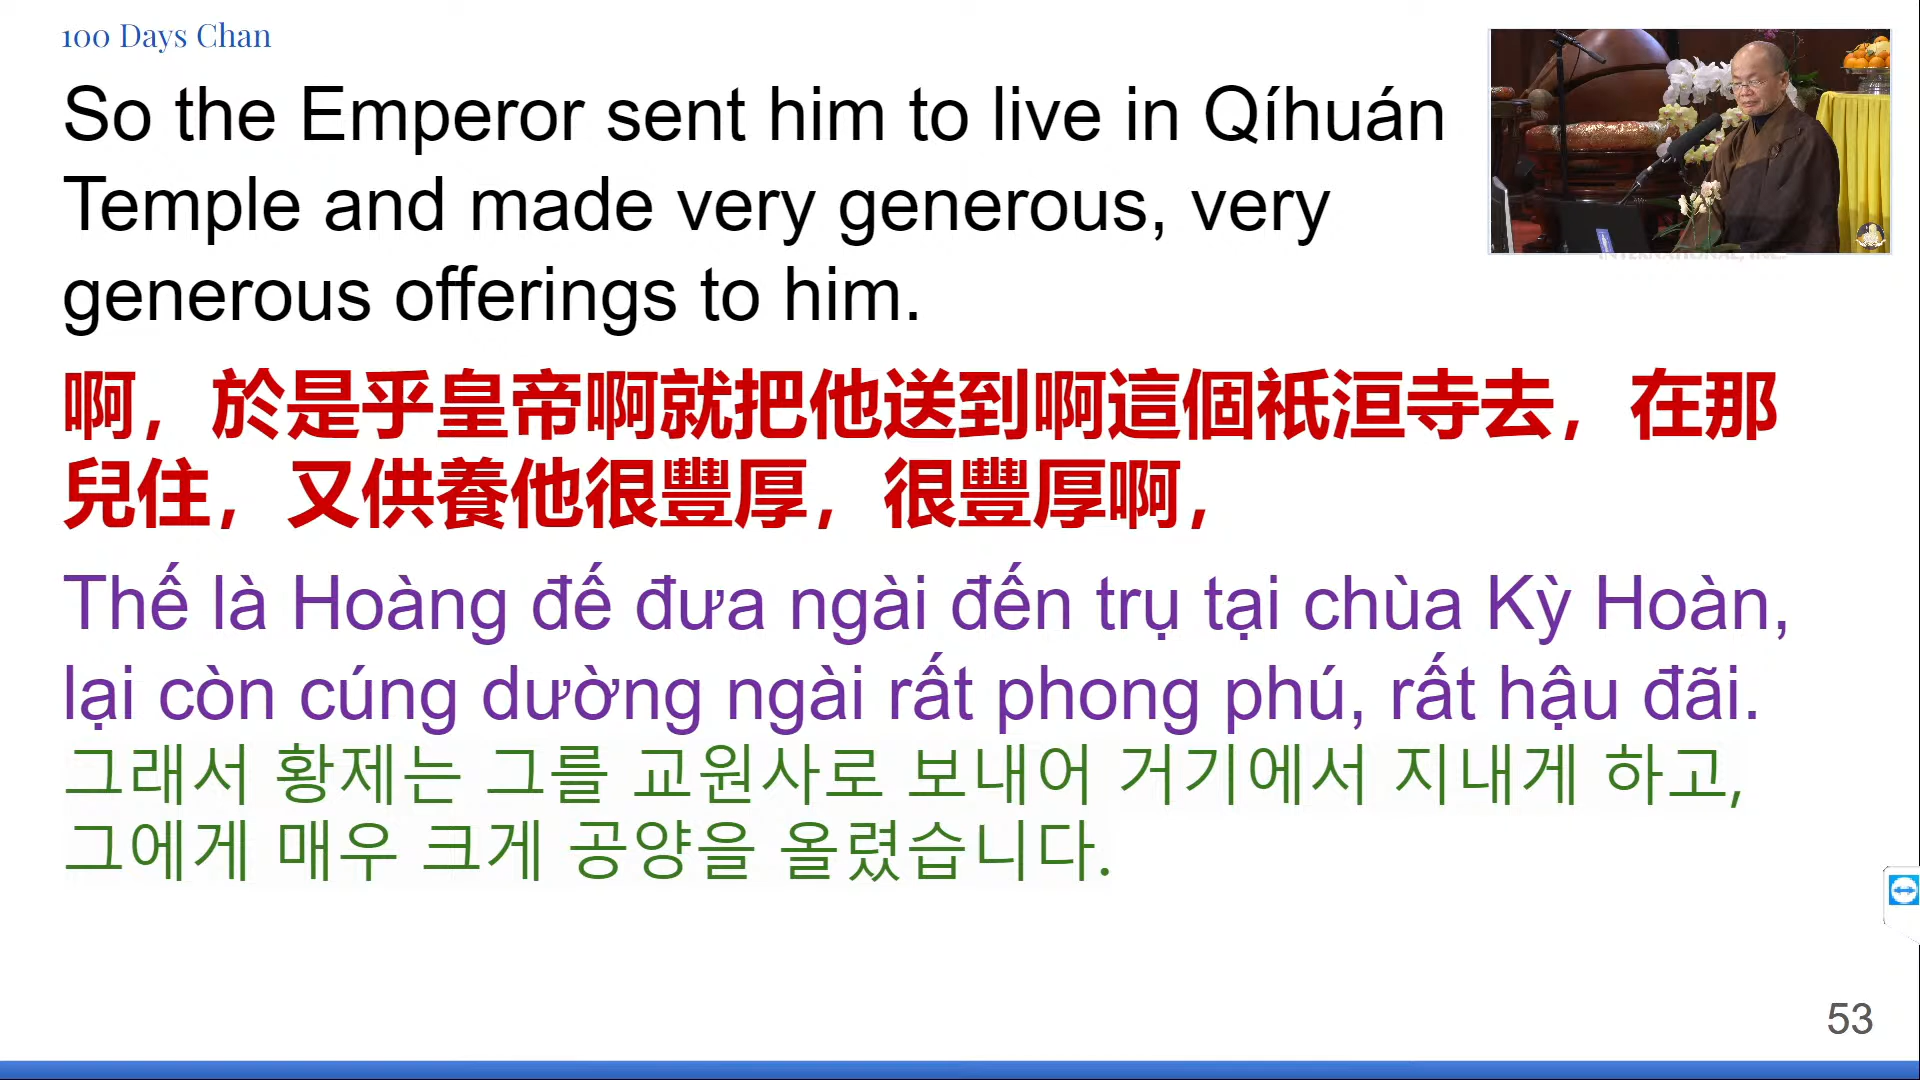 100 Days Chan
So the Emperor sent him to live in Qíhuán
Temple and made very generous, very
generous offerings to him.
啊，於是乎皇帝啊就把他送到啊這個祇洹寺去，在那
兒住，又供養他很豐厚，很豐厚啊，
Thế là Hoàng đế đưa ngài đến trụ tại chùa Kỳ Hoàn,
lại còn cúng dường ngài rất phong phú, rất hậu đãi.
그래서 황제는 그를 교원사로 보내어 거기에서 지내게 하고,
그에게 매우 크게 공양을 올렸습니다.
53